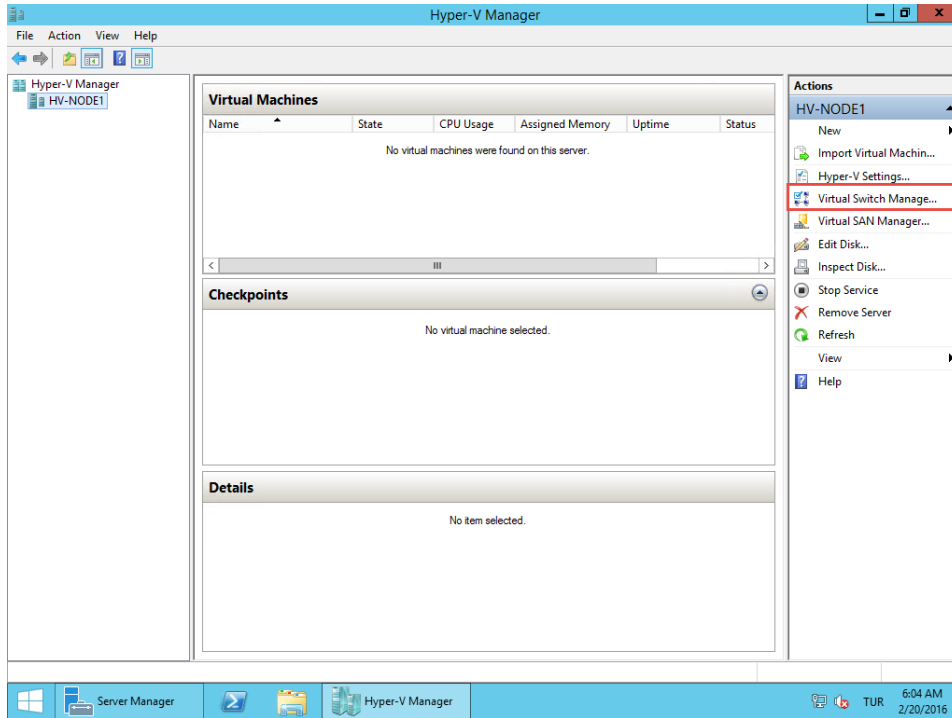 Hyper-V Manager
File Action View Help
Hyper-V Manager
HV-NODE1
Virtual Machines
Name State CPU Usage Assigned Memory Uptime Status
No virtual machines were found on this server.
Checkpoints
No virtual machine selected.
Details
No item selected.
Actions
HV-NODE1
New
Import Virtual Machin...
Hyper-V Settings...
Virtual Switch Manage...
Virtual SAN Manager...
Edit Disk...
Inspect Disk...
Stop Service
Remove Server
Refresh
View
Help
Server Manager
Hyper-V Manager
TUR
6:04 AM
2/20/2016